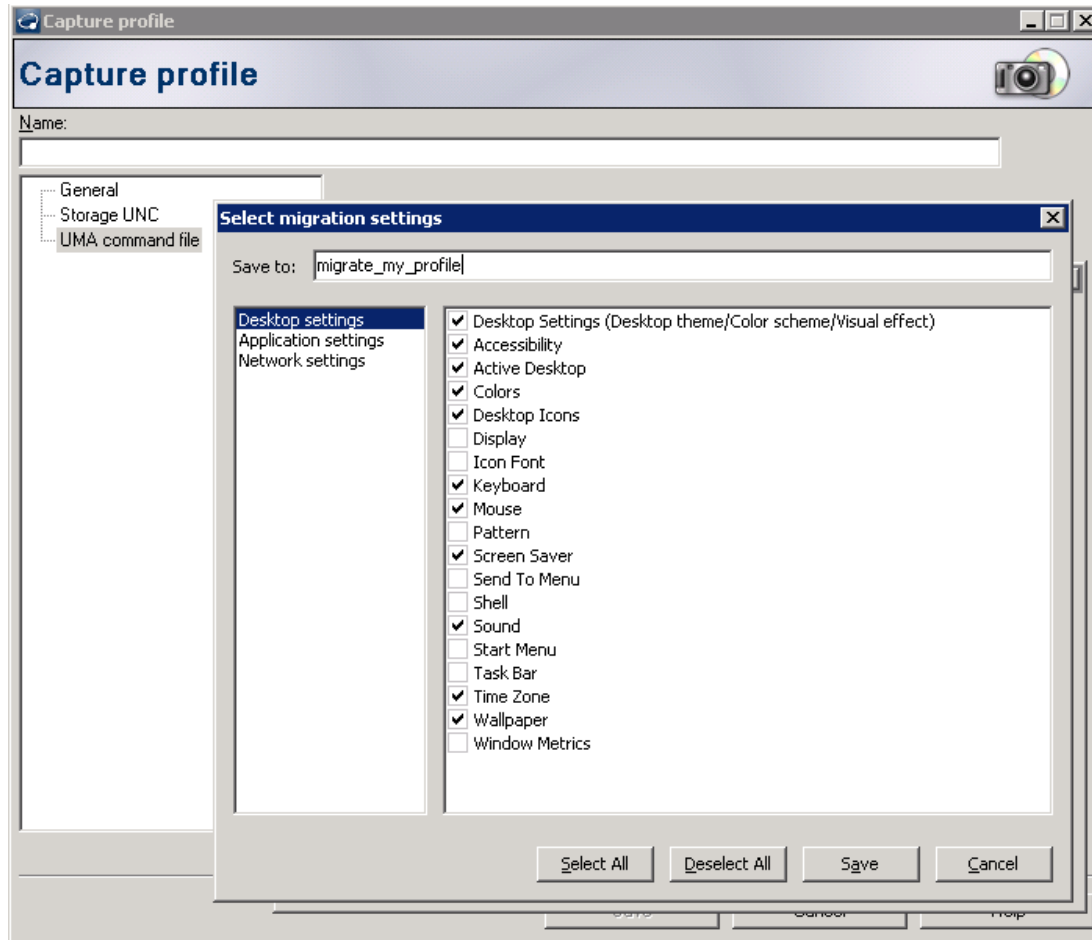 Capture profile
Capture profile
Name:
General
Storage UNC
UMA command file
Select migration settings
Save to: migrate_my_profile
Desktop settings
Application settings
Network settings
Desktop Settings (Desktop theme/Color scheme/Visual effect)
Accessibility
Active Desktop
Colors
Desktop Icons
Display
Icon Font
Keyboard
Mouse
Pattern
Screen Saver
Send To Menu
Shell
Sound
Start Menu
Task Bar
Time Zone
Wallpaper
Window Metrics
Select All Deselect All Save Cancel